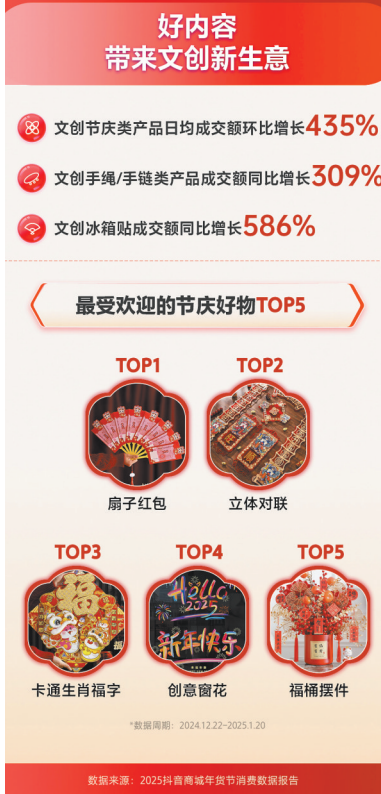 好内容
带来文创新生意
文创节庆类产品日均成交额环比增长435%
文创手绳/手链类产品成交额同比增长309%
文创冰箱贴成交额同比增长586%
最受欢迎的节庆好物TOP5
TOP1 TOP2
扇子红包 立体对联
TOP3 TOP4 TOP5
福
福
Hello
2025
新年快乐
卡通生肖福字 创意窗花 福桶摆件
*数据周期：2024.12.22-2025.1.20
数据来源：2025抖音商城年货节消费数据报告